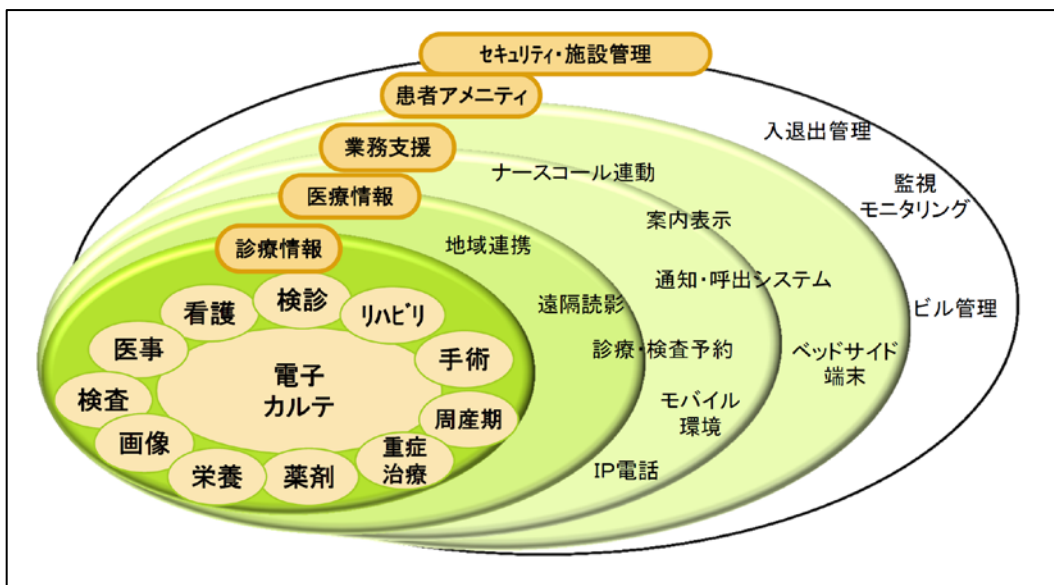 セキュリティ・施設管理
患者アメニティ
業務支援
医療情報
診療情報
入退出管理
監視
モニタリング
ビル管理
ナースコール連動
案内表示
通知・呼出システム
ベッドサイド
端末
地域連携
遠隔読影
診療・検査予約
モバイル
環境
IP電話
電子
カルテ
検診
リハビリ
手術
周産期
重症
治療
薬剤
栄養
画像
検査
医事
看護